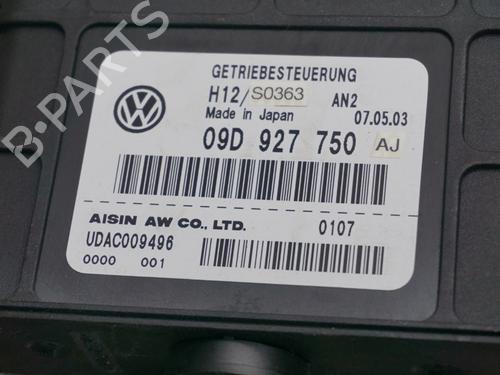 GETRIEBESTEUERUNG
H12/S0363 AN2
Made in Japan 07.05.03
09D 927 750 AJ
AISIN AW CO., LTD. 0107
UDAC009496
0000 001
B-Parts